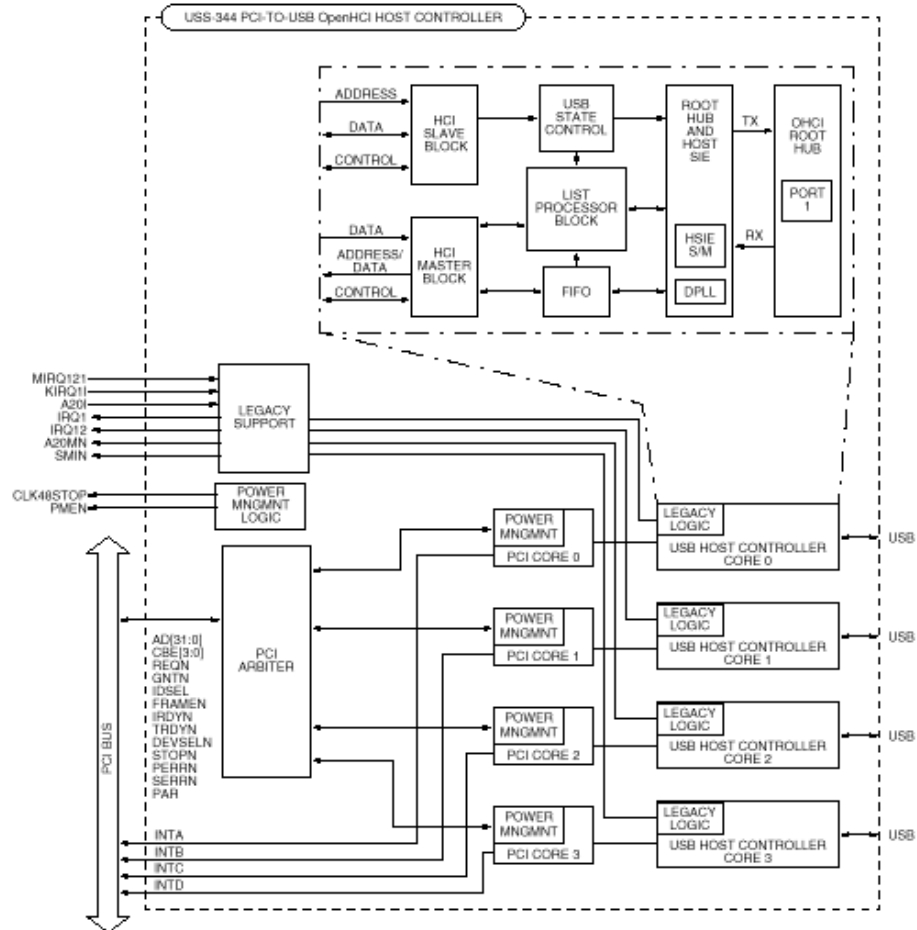 USS-344 PCI-TO-USB OpenHCI HOST CONTROLLER
ADDRESS
DATA
CONTROL
HCI
SLAVE
BLOCK
USB
STATE
CONTROL
ROOT
HUB
AND
HOST
SIE
TX
OHCI
ROOT
HUB
PORT
1
LIST
PROCESSOR
BLOCK
DATA
ADDRESS/
DATA
CONTROL
HCI
MASTER
BLOCK
HSIE
S/M
RX
FIFO
DPLL
MIRQ121
KIRQ1I
A20I
IRQ1
IRQ12
A20MN
SMIN
LEGACY
SUPPORT
CLK48STOP
PMEN
POWER
MNGMNT
LOGIC
POWER
MNGMNT
PCI CORE 0
LEGACY
LOGIC
USB HOST CONTROLLER
CORE 0
USB
PCI BUS
AD[31:0]
CBE[3:0]
REQN
GNTN
IDSEL
FRAMEN
IRDYN
TRDYN
DEVSELN
STOPN
PERRN
SERRN
PAR
PCI
ARBITER
POWER
MNGMNT
PCI CORE 1
LEGACY
LOGIC
USB HOST CONTROLLER
CORE 1
USB
POWER
MNGMNT
PCI CORE 2
LEGACY
LOGIC
USB HOST CONTROLLER
CORE 2
USB
POWER
MNGMNT
PCI CORE 3
LEGACY
LOGIC
USB HOST CONTROLLER
CORE 3
USB
INTA
INTB
INTC
INTD